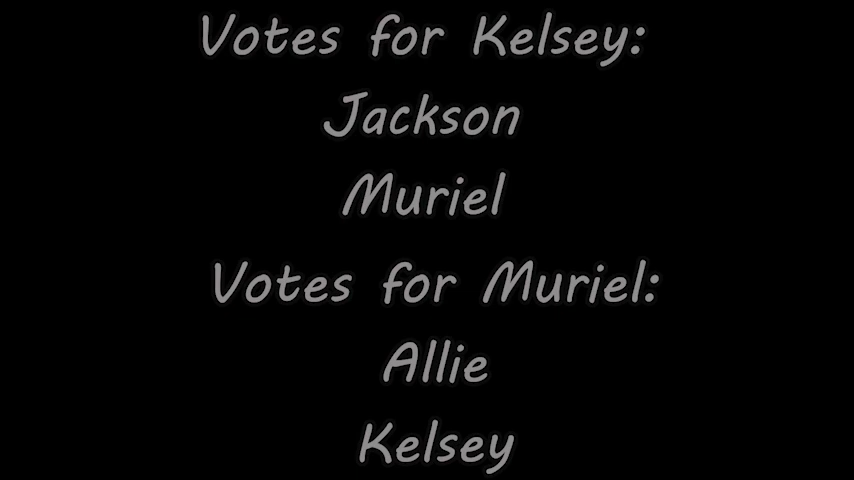 Votes for Kelsey:
Jackson
Muriel
Votes for Muriel:
Allie
Kelsey